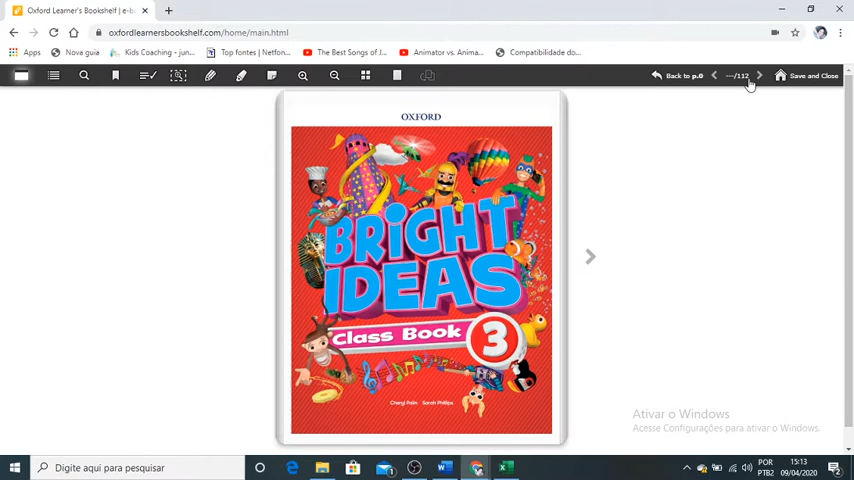 Oxford Learner's Bookshelf | e-bo
oxfordlearnersbookshelf.com/home/main.html
Apps
Nova guia
Kids Coaching - jun...
Top fontes | Netfon...
The Best Songs of J...
Animator vs. Anima...
Compatibilidade do...
Back to p.0
---/112
Save and Close
OXFORD
BRIGHT
IDEAS
Class Book 3
Cheryl Palin Sarah Phillips
Ativar o Windows
Acesse Configurações para ativar o Windows.
Digite aqui para pesquisar
POR
PTB2
15:13
09/04/2020